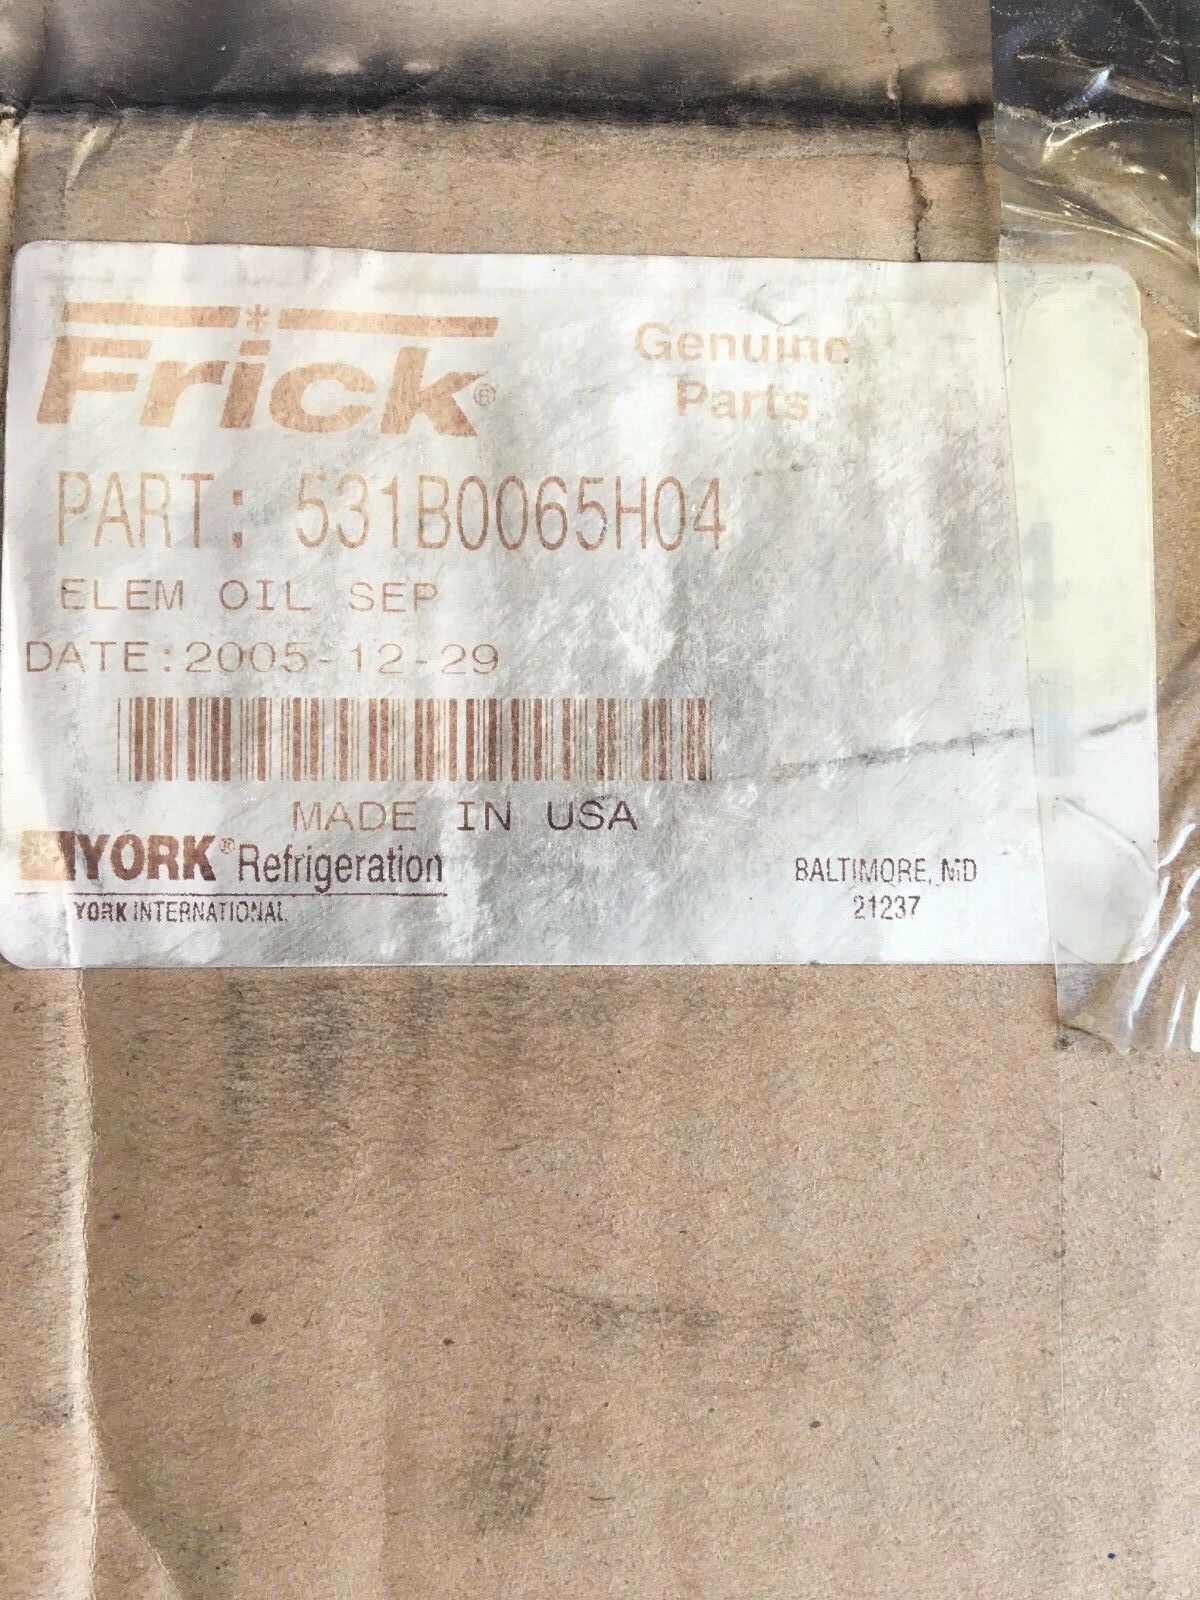 Frick®
Genuine
Parts
PART: 531B0065H04
ELEM OIL SEP
DATE:2005-12-29
MADE IN USA
YORK® Refrigeration
YORK INTERNATIONAL
BALTIMORE, MD
21237